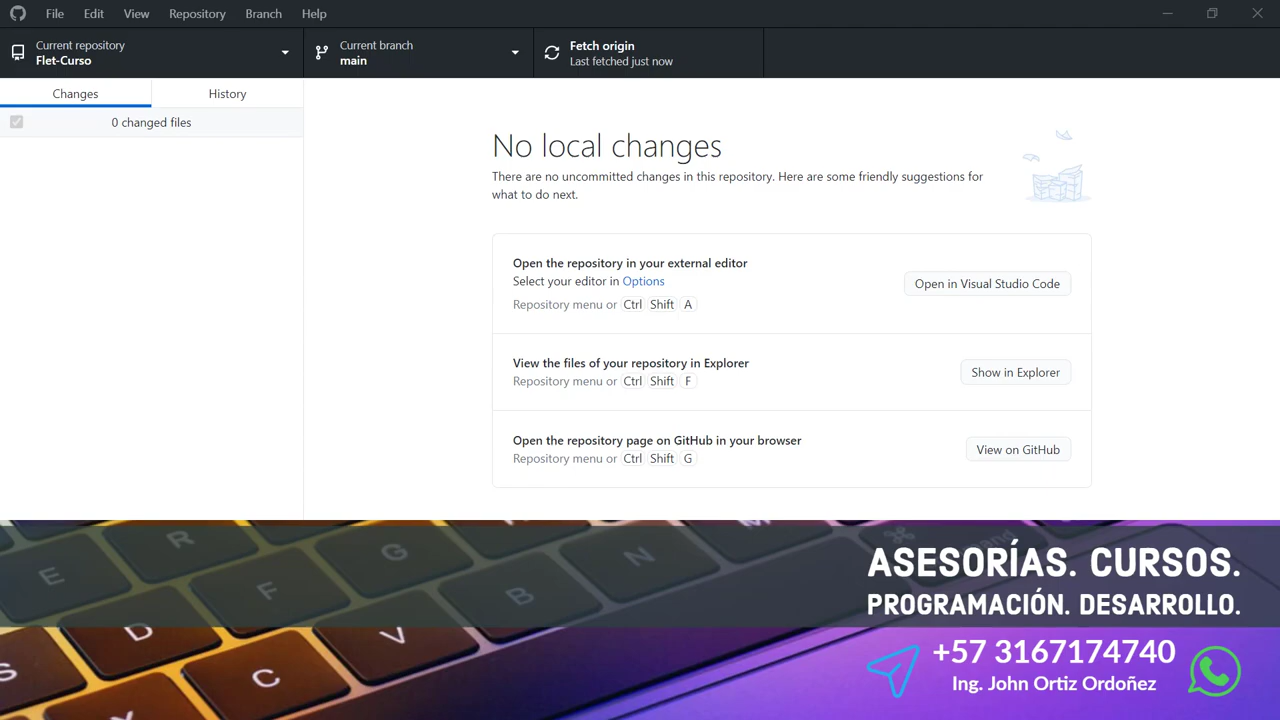 File Edit View Repository Branch Help
Current repository
Flet-Curso
Current branch
main
Fetch origin
Last fetched just now
Changes History
0 changed files
No local changes
There are no uncommitted changes in this repository. Here are some friendly suggestions for
what to do next.
Open the repository in your external editor
Select your editor in Options
Repository menu or Ctrl Shift A
Open in Visual Studio Code
View the files of your repository in Explorer
Repository menu or Ctrl Shift F
Show in Explorer
Open the repository page on GitHub in your browser
Repository menu or Ctrl Shift G
View on GitHub
E R F G B N
D C V
ASESORÍAS. CURSOS.
PROGRAMACIÓN. DESARROLLO.
+57 3167174740
Ing. John Ortiz Ordoñez